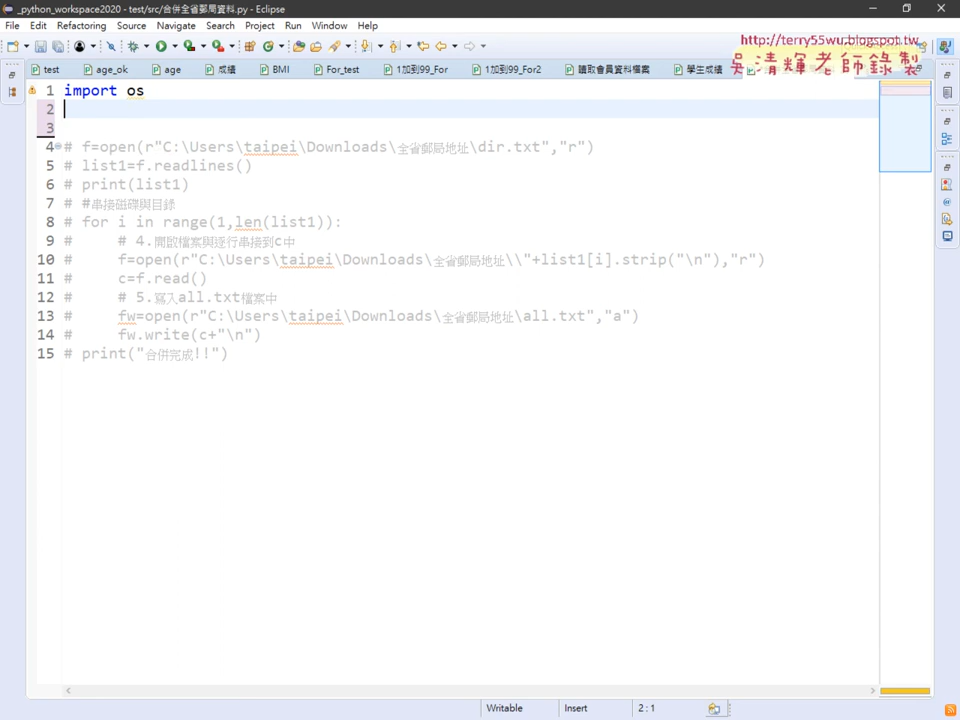 _python_workspace2020 - test/src/合併全省郵局資料.py - Eclipse
File Edit Refactoring Source Navigate Search Project Run Window Help
http://terry55wu.blogspot.tw
吳清輝老師錄製
test age_ok age 成績 BMI For_test 1加到99_For 1加到99_For2 讀取會員資料檔案 學生成績
1 import os
2
3
4 # f=open(r"C:\Users\taipei\Downloads\全省郵局地址\dir.txt","r")
5 # list1=f.readlines()
6 # print(list1)
7 # #串接磁碟與目錄
8 # for i in range(1,len(list1)):
9 #     # 4.開啟檔案與逐行串接到c中
10 #     f=open(r"C:\Users\taipei\Downloads\全省郵局地址\\"+list1[i].strip("\n"),"r")
11 #     c=f.read()
12 #     # 5.寫入all.txt檔案中
13 #     fw=open(r"C:\Users\taipei\Downloads\全省郵局地址\all.txt","a")
14 #     fw.write(c+"\n")
15 # print("合併完成!!")
Writable Insert 2 : 1